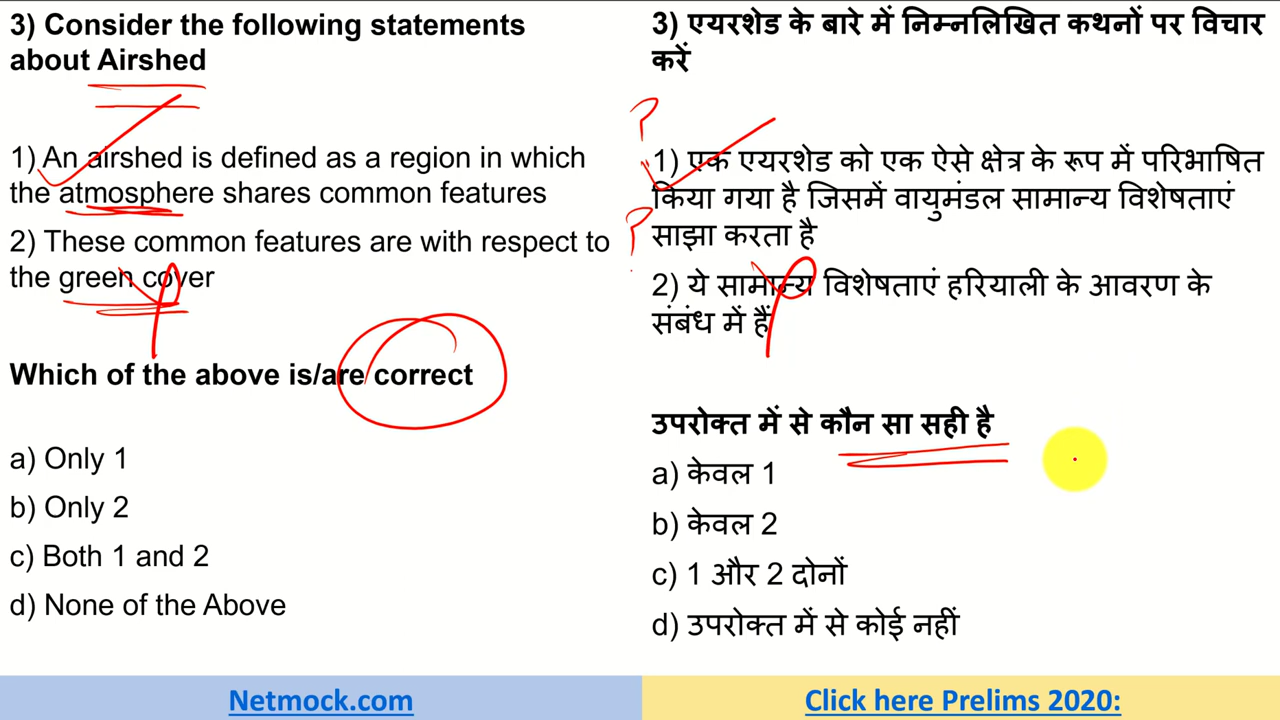 3) Consider the following statements
about Airshed
1) An airshed is defined as a region in which
the atmosphere shares common features
2) These common features are with respect to
the green cover
Which of the above is/are correct
a) Only 1
b) Only 2
c) Both 1 and 2
d) None of the Above
3) एयरशेड के बारे में निम्नलिखित कथनों पर विचार
करें
?
1) एक एयरशेड को एक ऐसे क्षेत्र के रूप में परिभाषित
किया गया है जिसमें वायुमंडल सामान्य विशेषताएं
साझा करता है
?
2) ये सामान्य विशेषताएं हरियाली के आवरण के
संबंध में हैं
उपरोक्त में से कौन सा सही है
a) केवल 1
b) केवल 2
c) 1 और 2 दोनों
d) उपरोक्त में से कोई नहीं
Netmock.com
Click here Prelims 2020: